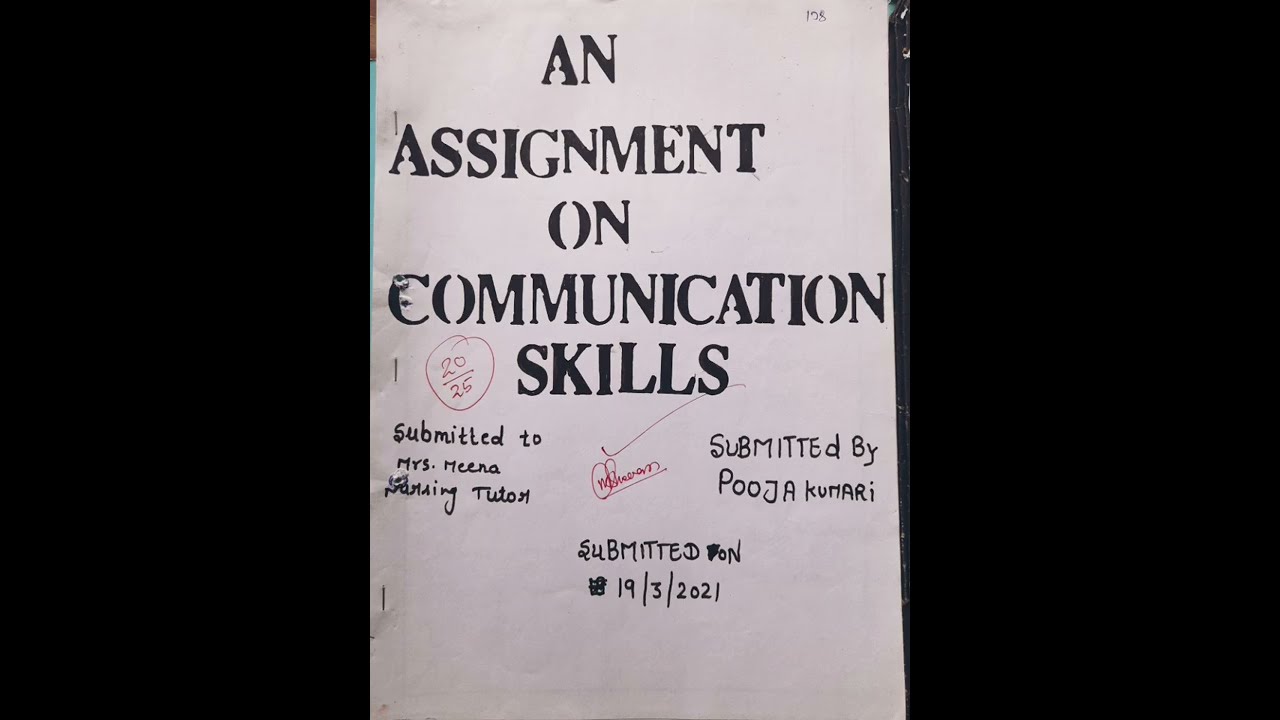 198
AN
ASSIGNMENT
ON
COMMUNICATION
SKILLS
20
25
Submitted to
Mrs. Meena
Nursing Tutor
SUBMITTEd By
POOJA KUMARi
SUBMITTED ON
19/3/2021